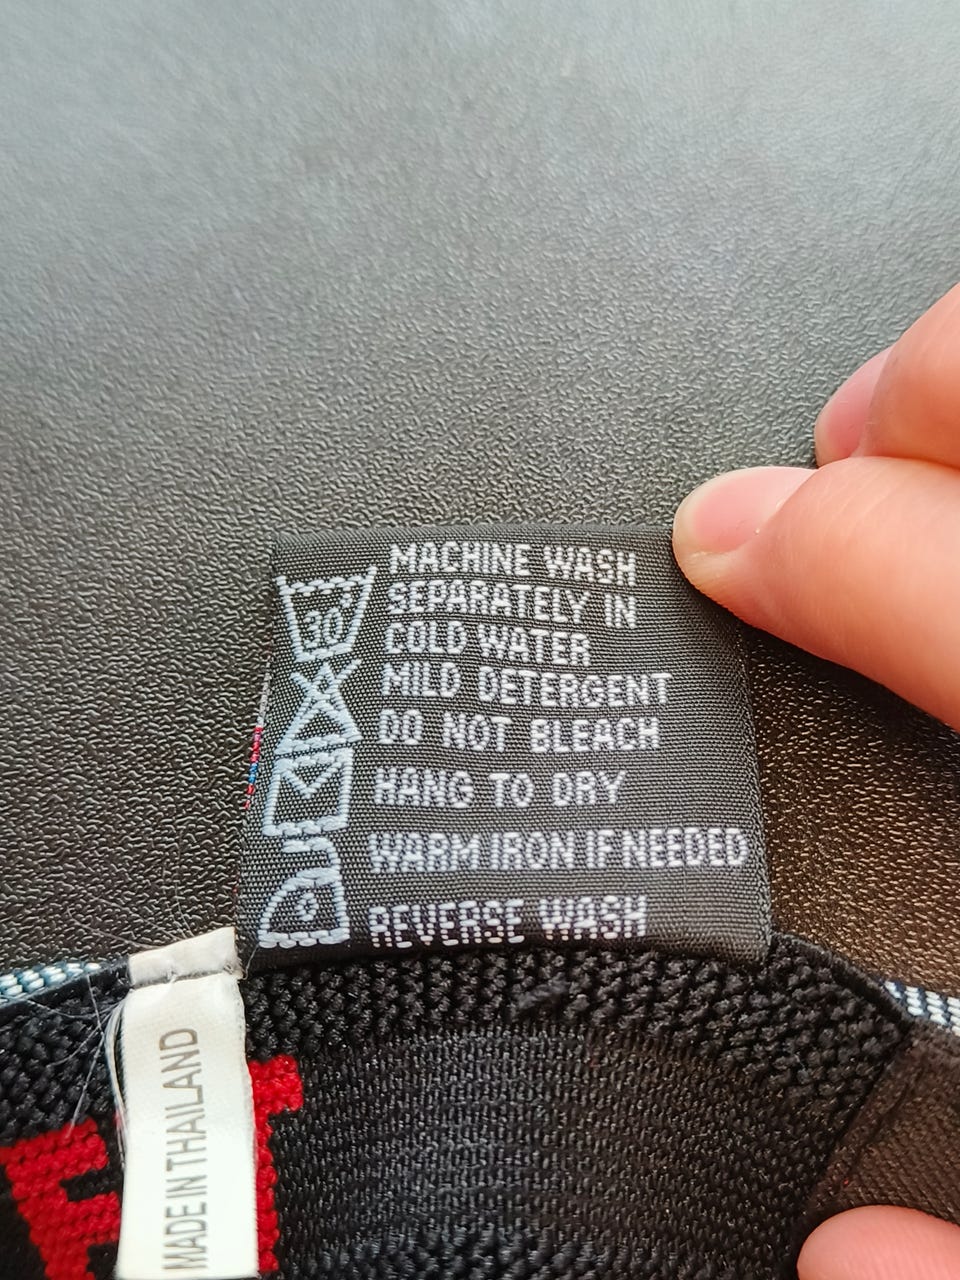 MACHINE WASH
SEPARATELY IN
COLD WATER
MILD DETERGENT
DO NOT BLEACH
HANG TO DRY
WARM IRON IF NEEDED
REVERSE WASH
30
MADE IN THAILAND